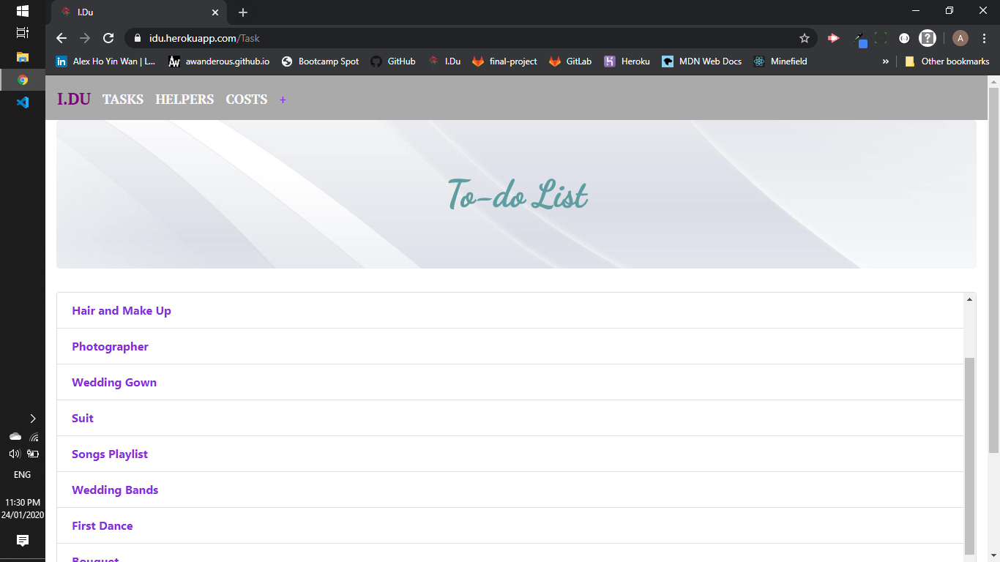 I.Du
idu.herokuapp.com/Task
A
Alex Ho Yin Wan | L...
awanderous.github.io
Bootcamp Spot
GitHub
I.Du
final-project
GitLab
Heroku
MDN Web Docs
Minefield
»
Other bookmarks
I.DU TASKS HELPERS COSTS +
To-do List
Hair and Make Up
Photographer
Wedding Gown
Suit
Songs Playlist
Wedding Bands
First Dance
Bouquet
ENG
11:30 PM
24/01/2020